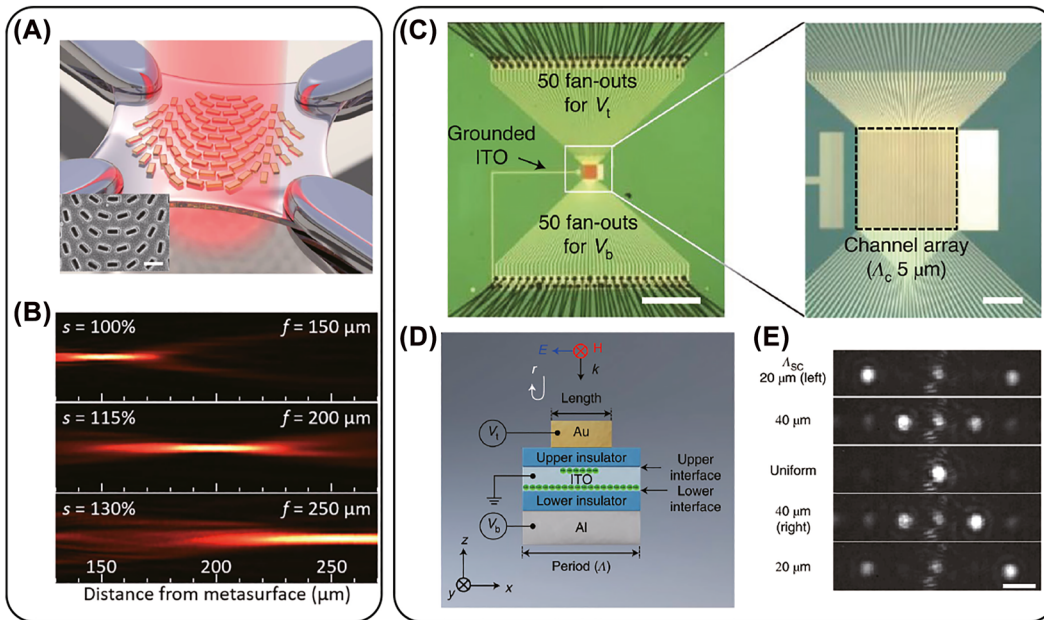 (A)
(B)
s = 100%
f = 150 μm
s = 115%
f = 200 μm
s = 130%
f = 250 μm
150
200
250
Distance from metasurface (μm)
(C)
50 fan-outs
for Vt
Grounded
ITO
50 fan-outs
for Vb
Channel array
(Λc 5 μm)
(D)
E
H
r
k
Length
Vt
Au
Upper insulator
Upper
interface
ITO
Lower
interface
Lower insulator
Vb
Al
z
Period (Λ)
y
x
(E)
ΛSC
20 μm (left)
40 μm
Uniform
40 μm
(right)
20 μm